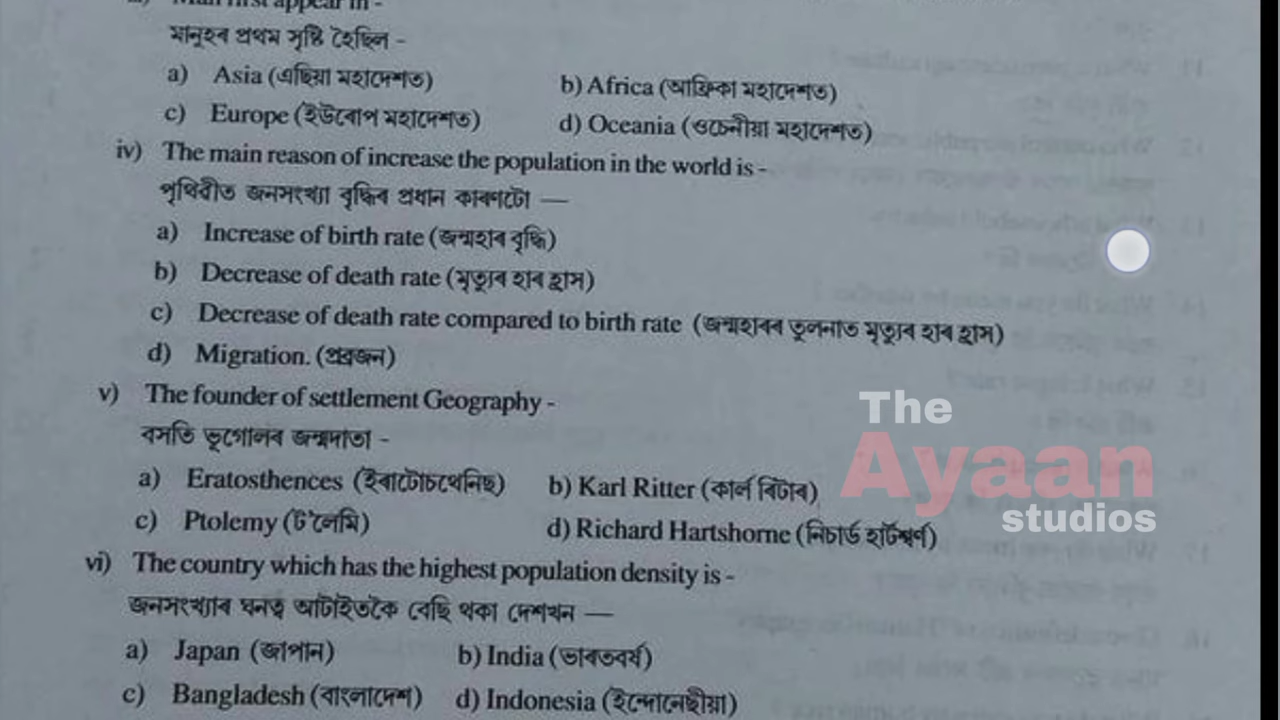 Man first appear in -
মানুহৰ প্ৰথম সৃষ্টি হৈছিল -
a) Asia (এছিয়া মহাদেশত) b) Africa (আফ্ৰিকা মহাদেশত)
c) Europe (ইউৰোপ মহাদেশত) d) Oceania (ওচেনীয়া মহাদেশত)
iv) The main reason of increase the population in the world is -
পৃথিৱীত জনসংখ্যা বৃদ্ধিৰ প্ৰধান কাৰণটো —
a) Increase of birth rate (জন্মহাৰ বৃদ্ধি)
b) Decrease of death rate (মৃত্যুৰ হাৰ হ্ৰাস)
c) Decrease of death rate compared to birth rate (জন্মহাৰৰ তুলনাত মৃত্যুৰ হাৰ হ্ৰাস)
d) Migration. (প্ৰব্ৰজন)
v) The founder of settlement Geography -
বসতি ভূগোলৰ জন্মদাতা -
a) Eratosthences (ইৰাটোচথেনিছ) b) Karl Ritter (কাৰ্ল ৰিটাৰ)
c) Ptolemy (ট'লেমি) d) Richard Hartshorne (ৰিচাৰ্ড হাৰ্টশ্বৰ্ণ)
The
Ayaan
studios
vi) The country which has the highest population density is -
জনসংখ্যাৰ ঘনত্ব আটাইতকৈ বেছি থকা দেশখন —
a) Japan (জাপান) b) India (ভাৰতবৰ্ষ)
c) Bangladesh (বাংলাদেশ) d) Indonesia (ইন্দোনেছীয়া)